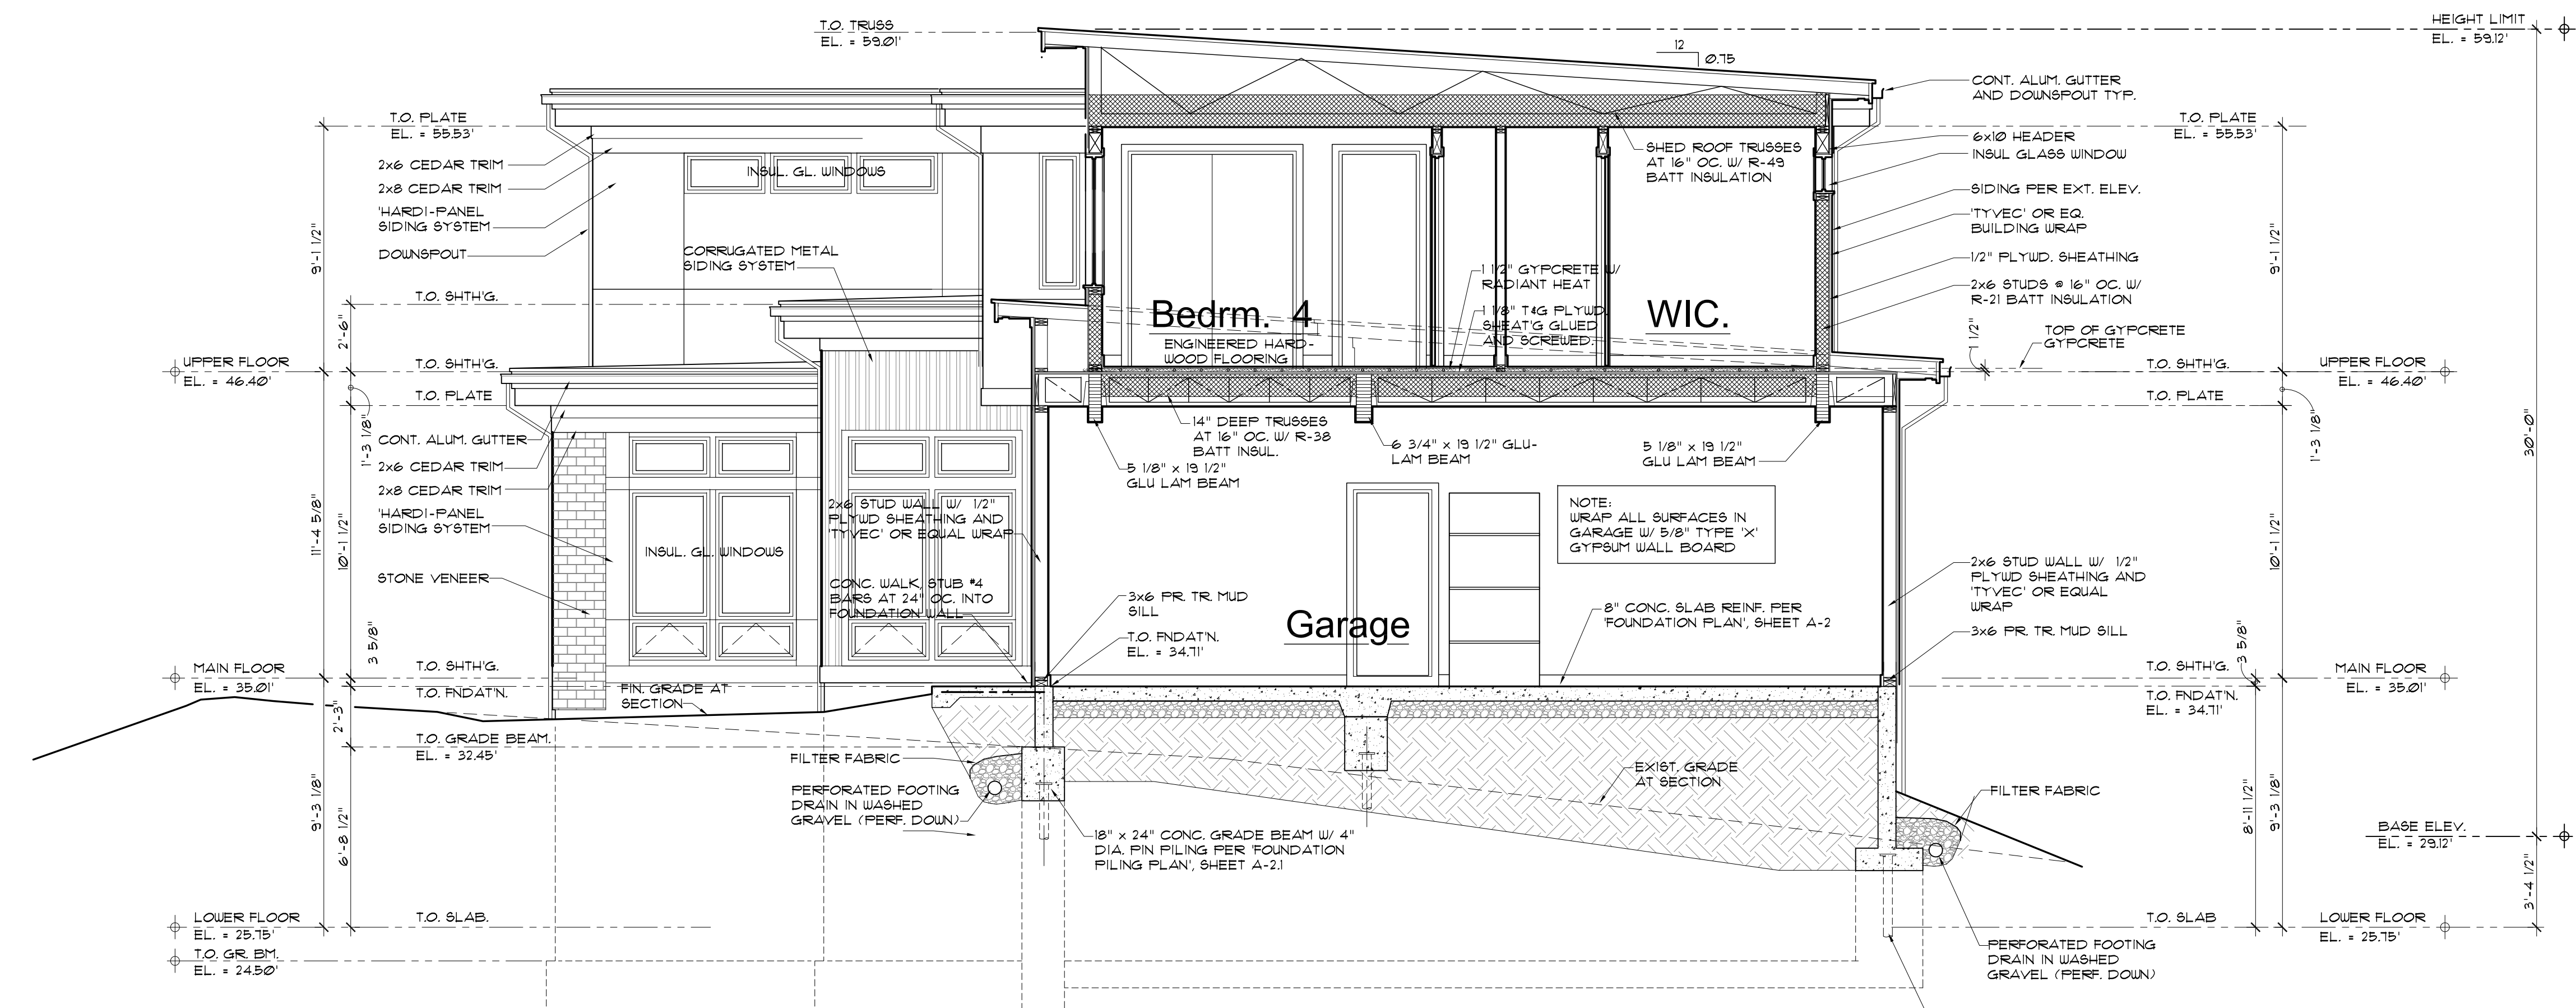 T.O. TRUSS
EL. = 59.01'
HEIGHT LIMIT
EL. = 59.12'
12
0.75
CONT. ALUM. GUTTER
AND DOWNSPOUT TYP.
T.O. PLATE
EL. = 55.53'
2x6 CEDAR TRIM
2x8 CEDAR TRIM
'HARDI-PANEL
SIDING SYSTEM
DOWNSPOUT
INSUL. GL. WINDOWS
CORRUGATED METAL
SIDING SYSTEM
SHED ROOF TRUSSES
AT 16" OC. W/ R-49
BATT INSULATION
T.O. PLATE
EL. = 55.53'
6x10 HEADER
INSUL GLASS WINDOW
SIDING PER EXT. ELEV.
'TYVEC' OR EQ.
BUILDING WRAP
1/2" PLYWD. SHEATHING
2x6 STUDS @ 16" OC. W/
R-21 BATT INSULATION
TOP OF GYPCRETE
GYPCRETE
1 1/2"
9'-1 1/2"
9'-1 1/2"
T.O. SHTH'G.
2'-6"
1 1/2" GYPCRETE W/
RADIANT HEAT
1 1/8" T&G PLYWD.
SHEAT'G GLUED
AND SCREWED.
Bedrm. 4
ENGINEERED HARD-
WOOD FLOORING
WIC.
UPPER FLOOR
EL. = 46.40'
T.O. SHTH'G.
T.O. PLATE
T.O. SHTH'G.
UPPER FLOOR
EL. = 46.40'
T.O. PLATE
1'-3 1/8"
1'-3 1/8"
30'-0"
CONT. ALUM. GUTTER
2x6 CEDAR TRIM
2x8 CEDAR TRIM
'HARDI-PANEL
SIDING SYSTEM
STONE VENEER
INSUL. GL. WINDOWS
14" DEEP TRUSSES
AT 16" OC. W/ R-38
BATT INSUL.
5 1/8" x 19 1/2"
GLU LAM BEAM
6 3/4" x 19 1/2" GLU-
LAM BEAM
5 1/8" x 19 1/2"
GLU LAM BEAM
2x6 STUD WALL W/ 1/2"
PLYWD SHEATHING AND
'TYVEC' OR EQUAL WRAP
NOTE:
WRAP ALL SURFACES IN
GARAGE W/ 5/8" TYPE 'X'
GYPSUM WALL BOARD
11'-4 5/8"
10'-1 1/2"
10'-1 1/2"
2x6 STUD WALL W/ 1/2"
PLYWD SHEATHING AND
'TYVEC' OR EQUAL
WRAP
3x6 PR. TR. MUD SILL
CONC. WALK, STUB #4
BARS AT 24" OC. INTO
FOUNDATION WALL
3x6 PR. TR. MUD
SILL
T.O. FNDAT'N.
EL. = 34.71'
Garage
8" CONC. SLAB REINF. PER
'FOUNDATION PLAN', SHEET A-2
3 5/8"
3 5/8"
MAIN FLOOR
EL. = 35.01'
T.O. SHTH'G.
T.O. FNDAT'N.
FIN. GRADE AT
SECTION
T.O. SHTH'G.
T.O. FNDAT'N.
EL. = 34.71'
MAIN FLOOR
EL. = 35.01'
2'-3"
T.O. GRADE BEAM.
EL. = 32.45'
FILTER FABRIC
PERFORATED FOOTING
DRAIN IN WASHED
GRAVEL (PERF. DOWN)
EXIST. GRADE
AT SECTION
FILTER FABRIC
18" x 24" CONC. GRADE BEAM W/ 4"
DIA. PIN PILING PER 'FOUNDATION
PILING PLAN', SHEET A-2.1
BASE ELEV.
EL. = 29.12'
9'-3 1/8"
6'-8 1/2"
8'-11 1/2"
9'-3 1/8"
3'-4 1/2"
LOWER FLOOR
EL. = 25.75'
T.O. SLAB.
T.O. GR. BM.
EL. = 24.50'
T.O. SLAB
LOWER FLOOR
EL. = 25.75'
PERFORATED FOOTING
DRAIN IN WASHED
GRAVEL (PERF. DOWN)